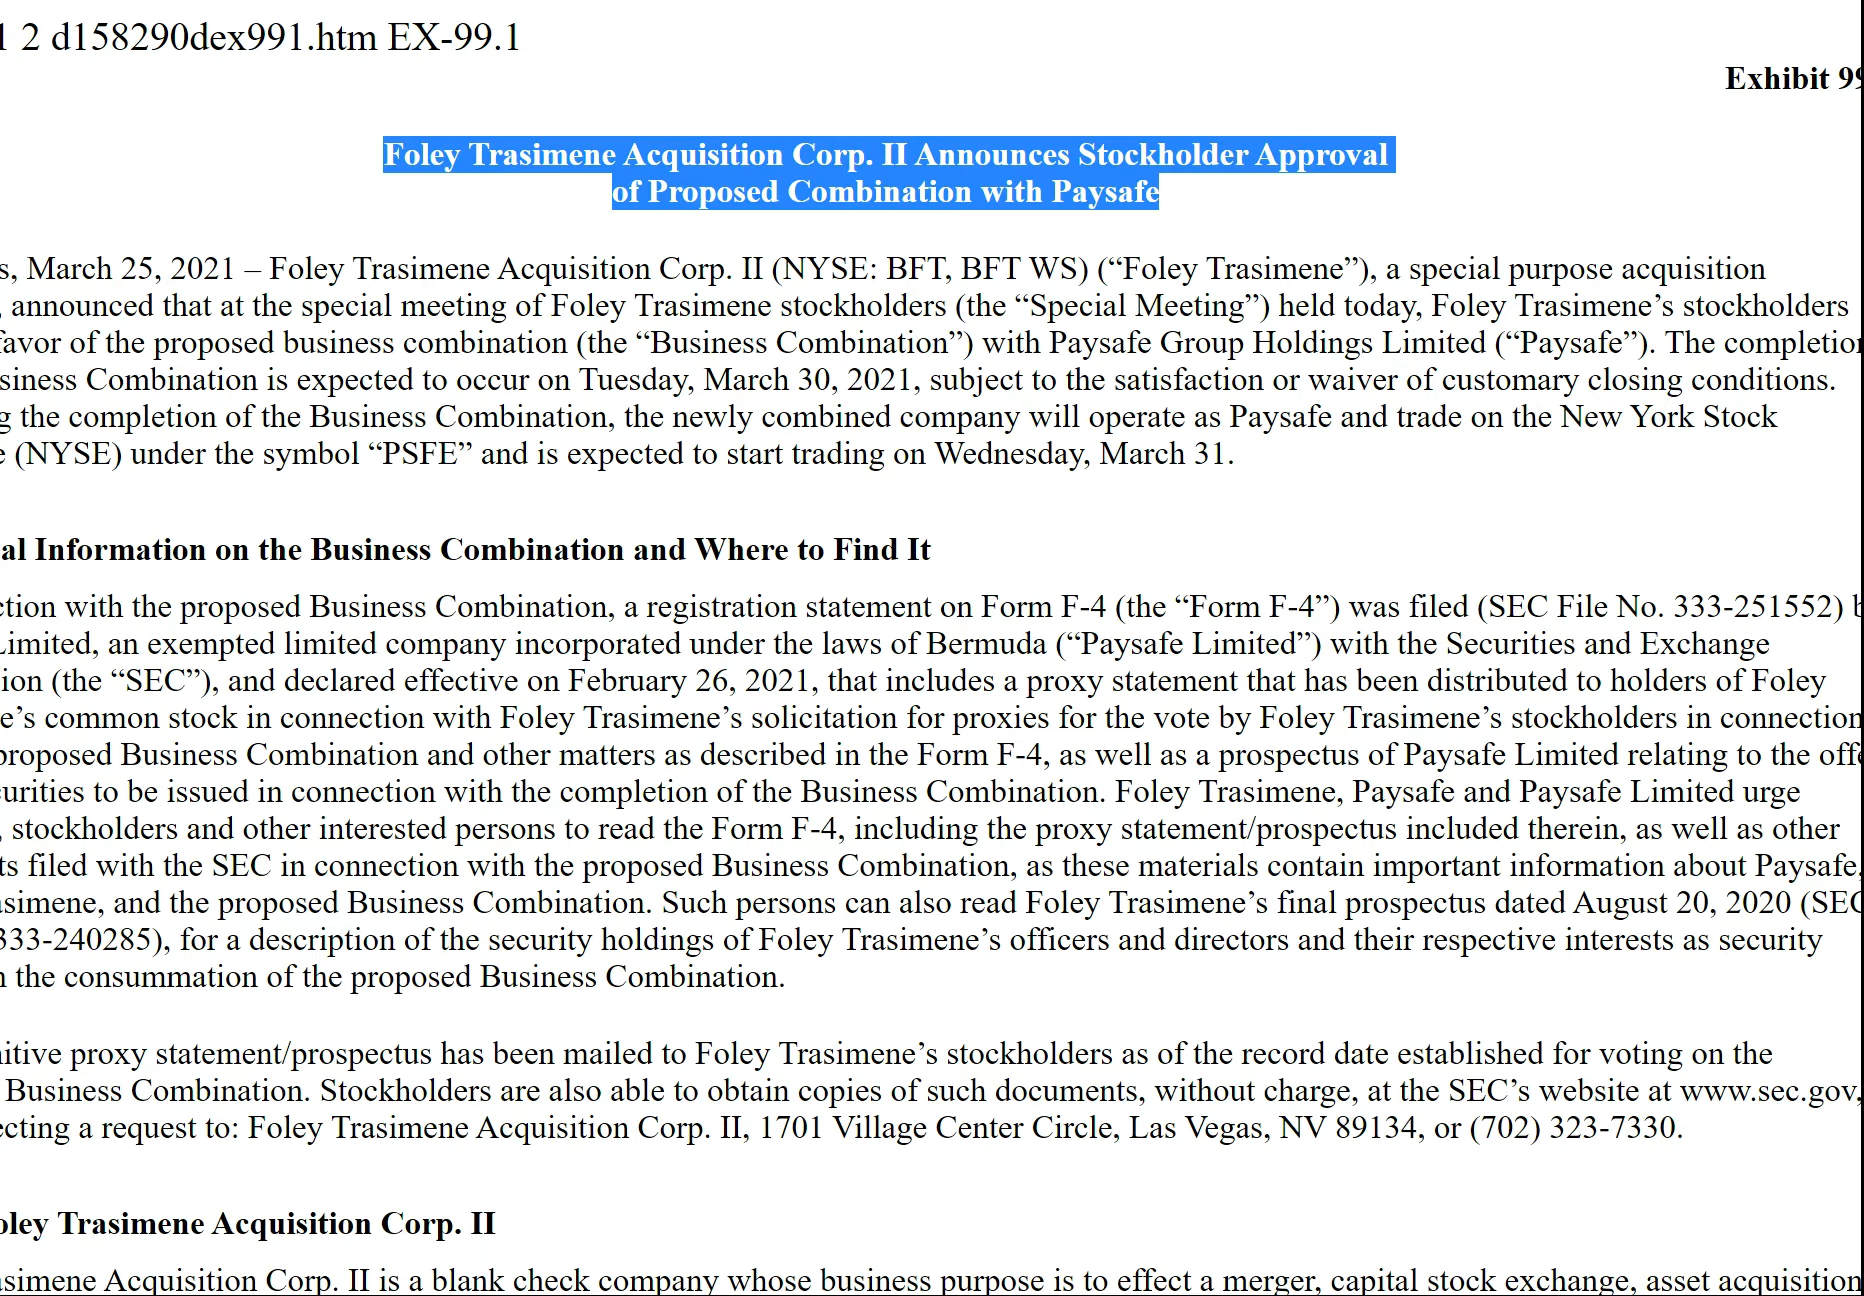 1 2 d158290dex991.htm EX-99.1
Exhibit 99
Foley Trasimene Acquisition Corp. II Announces Stockholder Approval
of Proposed Combination with Paysafe
s, March 25, 2021 – Foley Trasimene Acquisition Corp. II (NYSE: BFT, BFT WS) (“Foley Trasimene”), a special purpose acquisition
, announced that at the special meeting of Foley Trasimene stockholders (the “Special Meeting”) held today, Foley Trasimene’s stockholders
favor of the proposed business combination (the “Business Combination”) with Paysafe Group Holdings Limited (“Paysafe”). The completion
siness Combination is expected to occur on Tuesday, March 30, 2021, subject to the satisfaction or waiver of customary closing conditions.
g the completion of the Business Combination, the newly combined company will operate as Paysafe and trade on the New York Stock
e (NYSE) under the symbol “PSFE” and is expected to start trading on Wednesday, March 31.
al Information on the Business Combination and Where to Find It
ction with the proposed Business Combination, a registration statement on Form F-4 (the “Form F-4”) was filed (SEC File No. 333-251552) b
Limited, an exempted limited company incorporated under the laws of Bermuda (“Paysafe Limited”) with the Securities and Exchange
ion (the “SEC”), and declared effective on February 26, 2021, that includes a proxy statement that has been distributed to holders of Foley
e’s common stock in connection with Foley Trasimene’s solicitation for proxies for the vote by Foley Trasimene’s stockholders in connection
proposed Business Combination and other matters as described in the Form F-4, as well as a prospectus of Paysafe Limited relating to the offe
curities to be issued in connection with the completion of the Business Combination. Foley Trasimene, Paysafe and Paysafe Limited urge
, stockholders and other interested persons to read the Form F-4, including the proxy statement/prospectus included therein, as well as other
ts filed with the SEC in connection with the proposed Business Combination, as these materials contain important information about Paysafe,
asimene, and the proposed Business Combination. Such persons can also read Foley Trasimene’s final prospectus dated August 20, 2020 (SEC
333-240285), for a description of the security holdings of Foley Trasimene’s officers and directors and their respective interests as security
n the consummation of the proposed Business Combination.
nitive proxy statement/prospectus has been mailed to Foley Trasimene’s stockholders as of the record date established for voting on the
Business Combination. Stockholders are also able to obtain copies of such documents, without charge, at the SEC’s website at www.sec.gov,
ecting a request to: Foley Trasimene Acquisition Corp. II, 1701 Village Center Circle, Las Vegas, NV 89134, or (702) 323-7330.
oley Trasimene Acquisition Corp. II
asimene Acquisition Corp. II is a blank check company whose business purpose is to effect a merger, capital stock exchange, asset acquisition